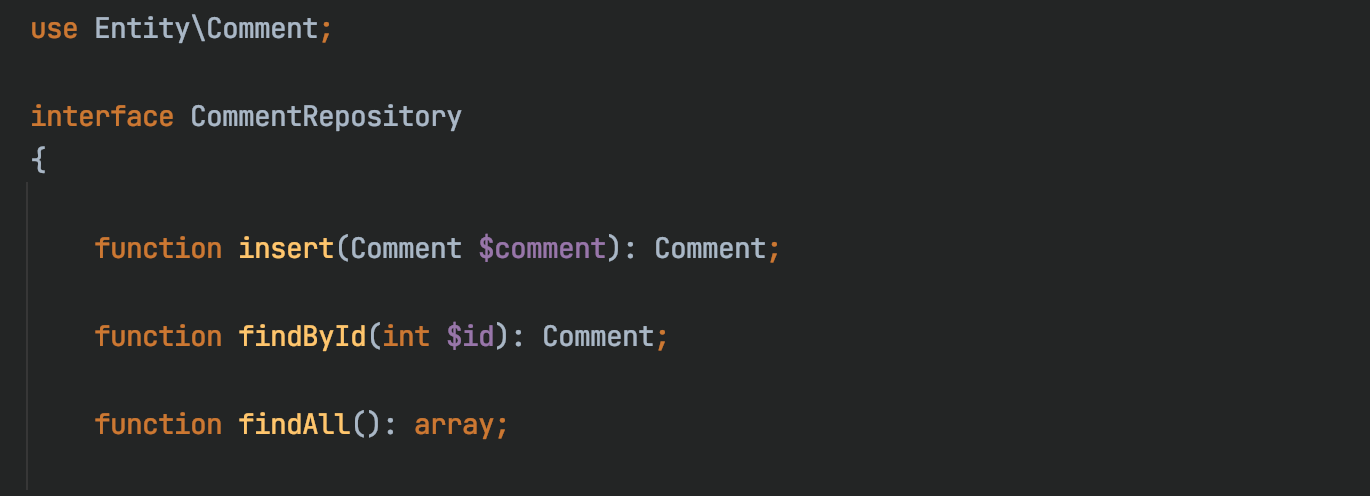 use Entity\Comment;
interface CommentRepository
{
function insert(Comment $comment): Comment;
function findById(int $id): Comment;
function findAll(): array;